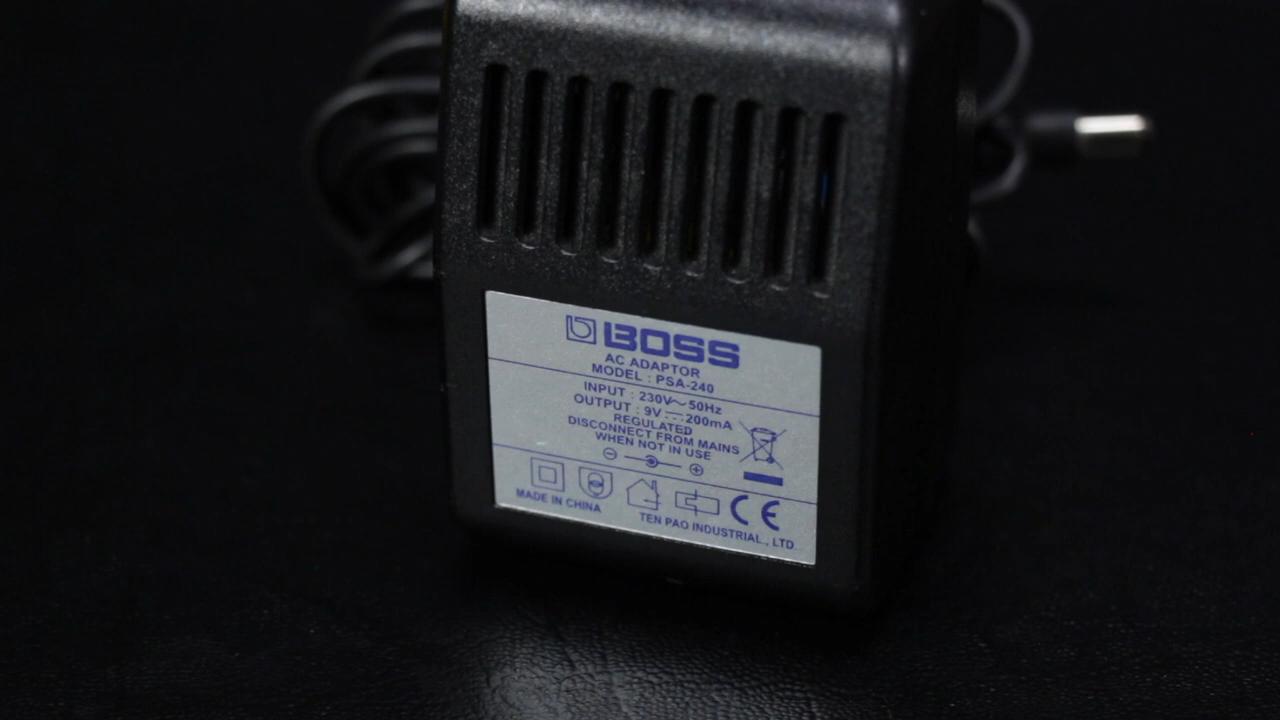 BOSS
AC ADAPTOR
MODEL : PSA-240
INPUT : 230V~50Hz
OUTPUT : 9V⎓200mA
REGULATED
DISCONNECT FROM MAINS
WHEN NOT IN USE
MADE IN CHINA
CE
TEN PAO INDUSTRIAL., LTD.